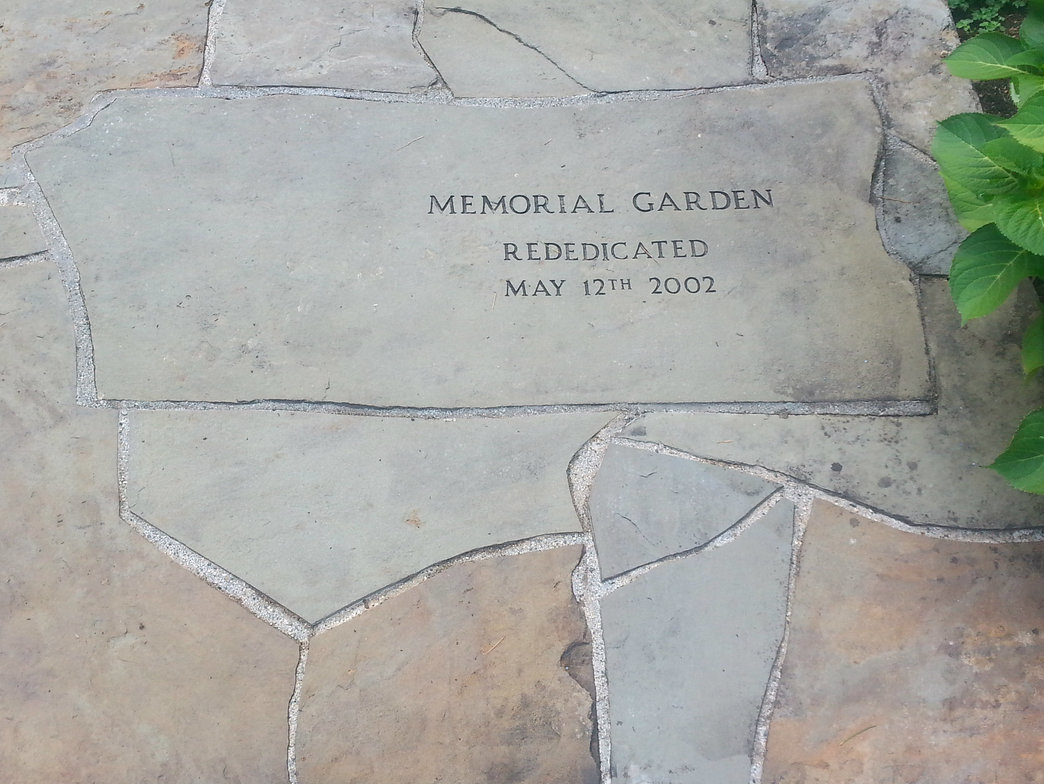 MEMORIAL GARDEN
REDEDICATED
MAY 12TH 2002